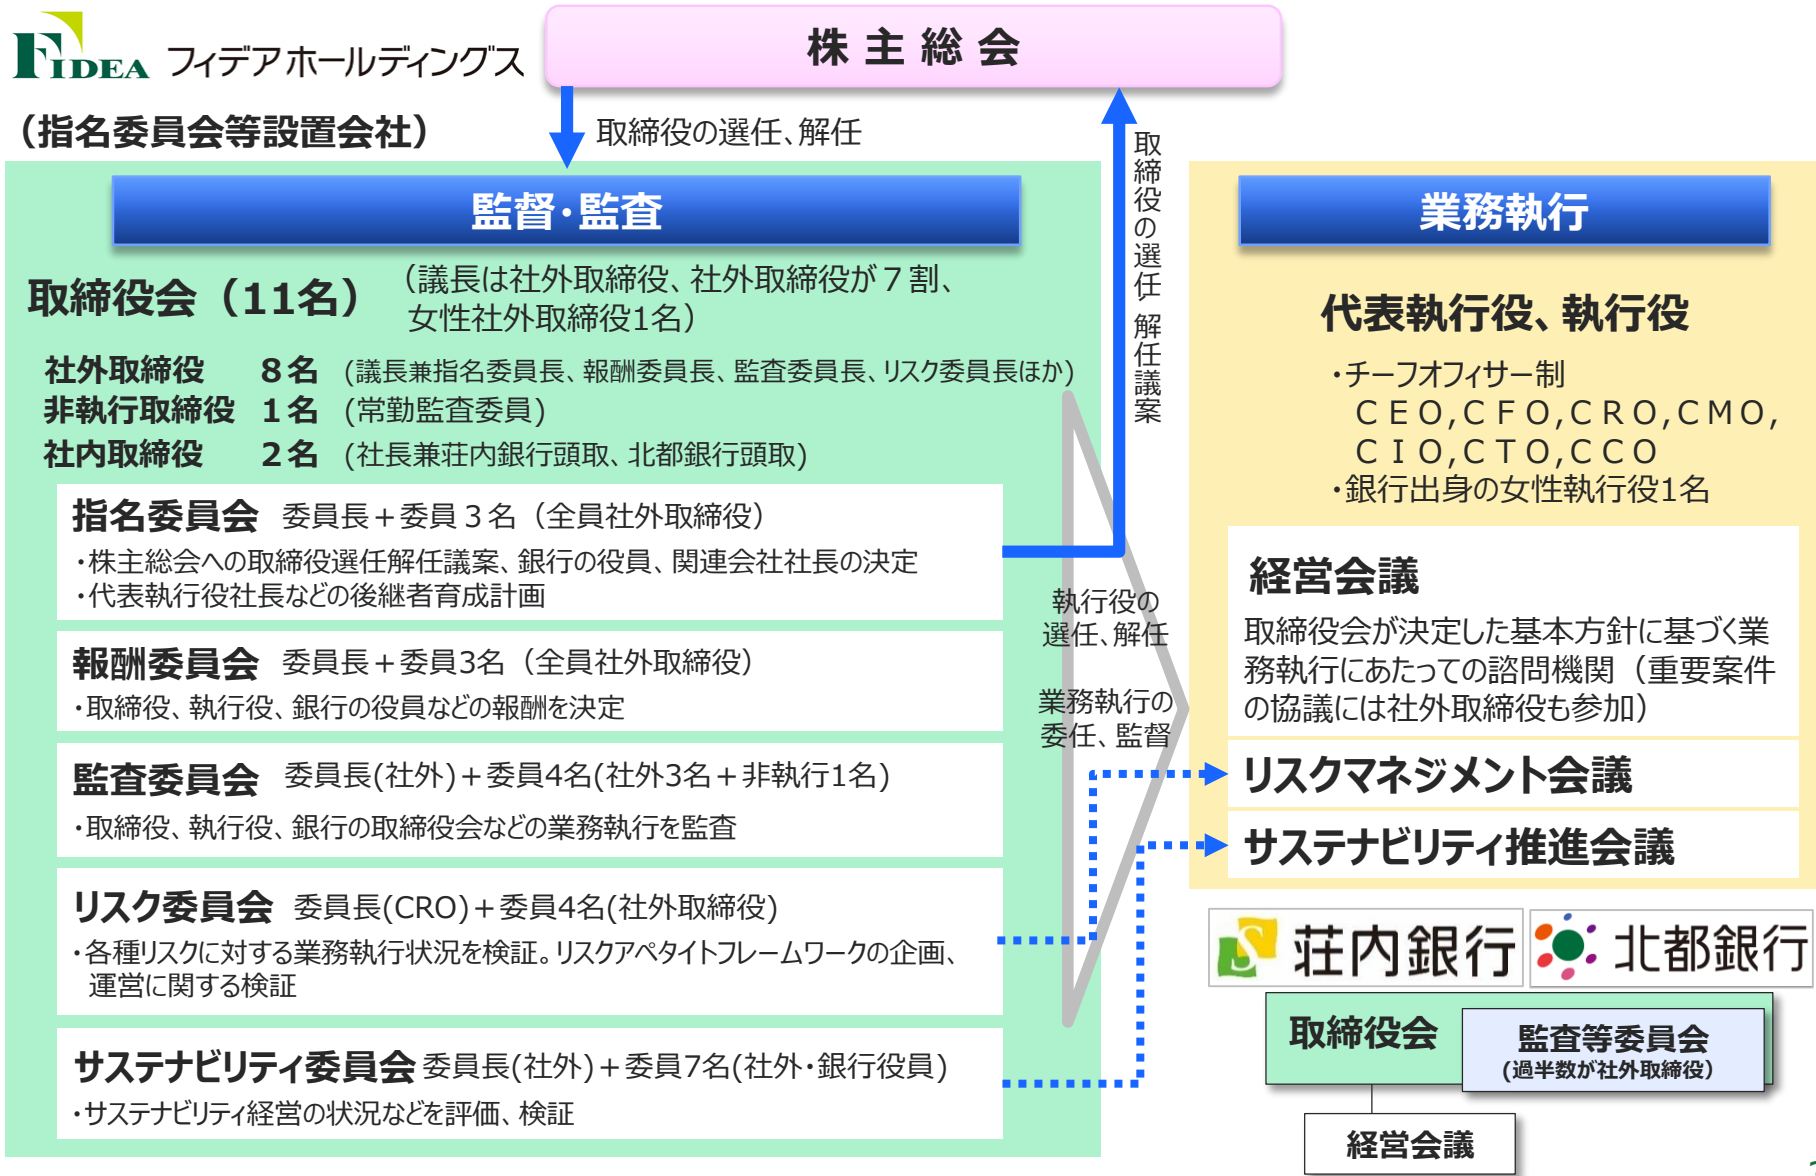 FIDEA フィデアホールディングス
株主総会
（指名委員会等設置会社）
取締役の選任、解任
取締役の選任、解任議案
監督・監査
取締役会（11名）
（議長は社外取締役、社外取締役が７割、
女性社外取締役1名）
社外取締役　８名 (議長兼指名委員長、報酬委員長、監査委員長、リスク委員長ほか)
非執行取締役　１名 (常勤監査委員)
社内取締役　２名 (社長兼荘内銀行頭取、北都銀行頭取)
指名委員会 委員長＋委員３名（全員社外取締役）
・株主総会への取締役選任解任議案、銀行の役員、関連会社社長の決定
・代表執行役社長などの後継者育成計画
報酬委員会 委員長＋委員3名（全員社外取締役）
・取締役、執行役、銀行の役員などの報酬を決定
監査委員会 委員長(社外)＋委員4名(社外3名＋非執行1名)
・取締役、執行役、銀行の取締役会などの業務執行を監査
リスク委員会 委員長(CRO)＋委員4名(社外取締役)
・各種リスクに対する業務執行状況を検証。リスクアペタイトフレームワークの企画、
運営に関する検証
サステナビリティ委員会 委員長(社外)＋委員7名(社外・銀行役員)
・サステナビリティ経営の状況などを評価、検証
執行役の
選任、解任
業務執行の
委任、監督
業務執行
代表執行役、執行役
・チーフオフィサー制
ＣＥＯ,ＣＦＯ,ＣＲＯ,ＣＭＯ,
ＣＩＯ,ＣＴＯ,ＣＣＯ
・銀行出身の女性執行役1名
経営会議
取締役会が決定した基本方針に基づく業
務執行にあたっての諮問機関（重要案件
の協議には社外取締役も参加）
リスクマネジメント会議
サステナビリティ推進会議
荘内銀行
北都銀行
取締役会
監査等委員会
(過半数が社外取締役）
経営会議